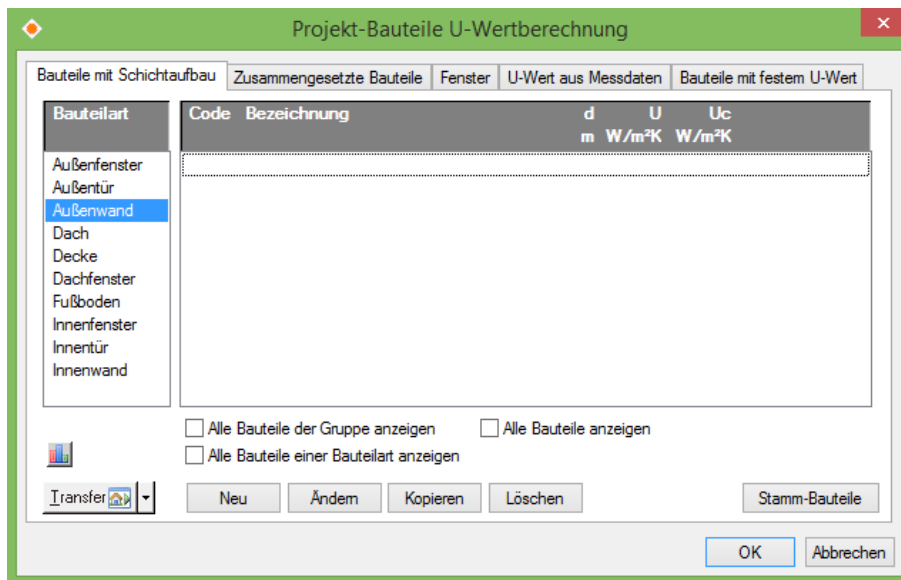 Projekt-Bauteile U-Wertberechnung
Bauteile mit Schichtaufbau Zusammengesetzte Bauteile Fenster U-Wert aus Messdaten Bauteile mit festem U-Wert
Bauteilart Code Bezeichnung d U Uc
m W/m²K W/m²K
Außenfenster
Außentür
Außenwand
Dach
Decke
Dachfenster
Fußboden
Innenfenster
Innentür
Innenwand
Alle Bauteile der Gruppe anzeigen Alle Bauteile anzeigen
Alle Bauteile einer Bauteilart anzeigen
Transfer Neu Ändern Kopieren Löschen Stamm-Bauteile
OK Abbrechen